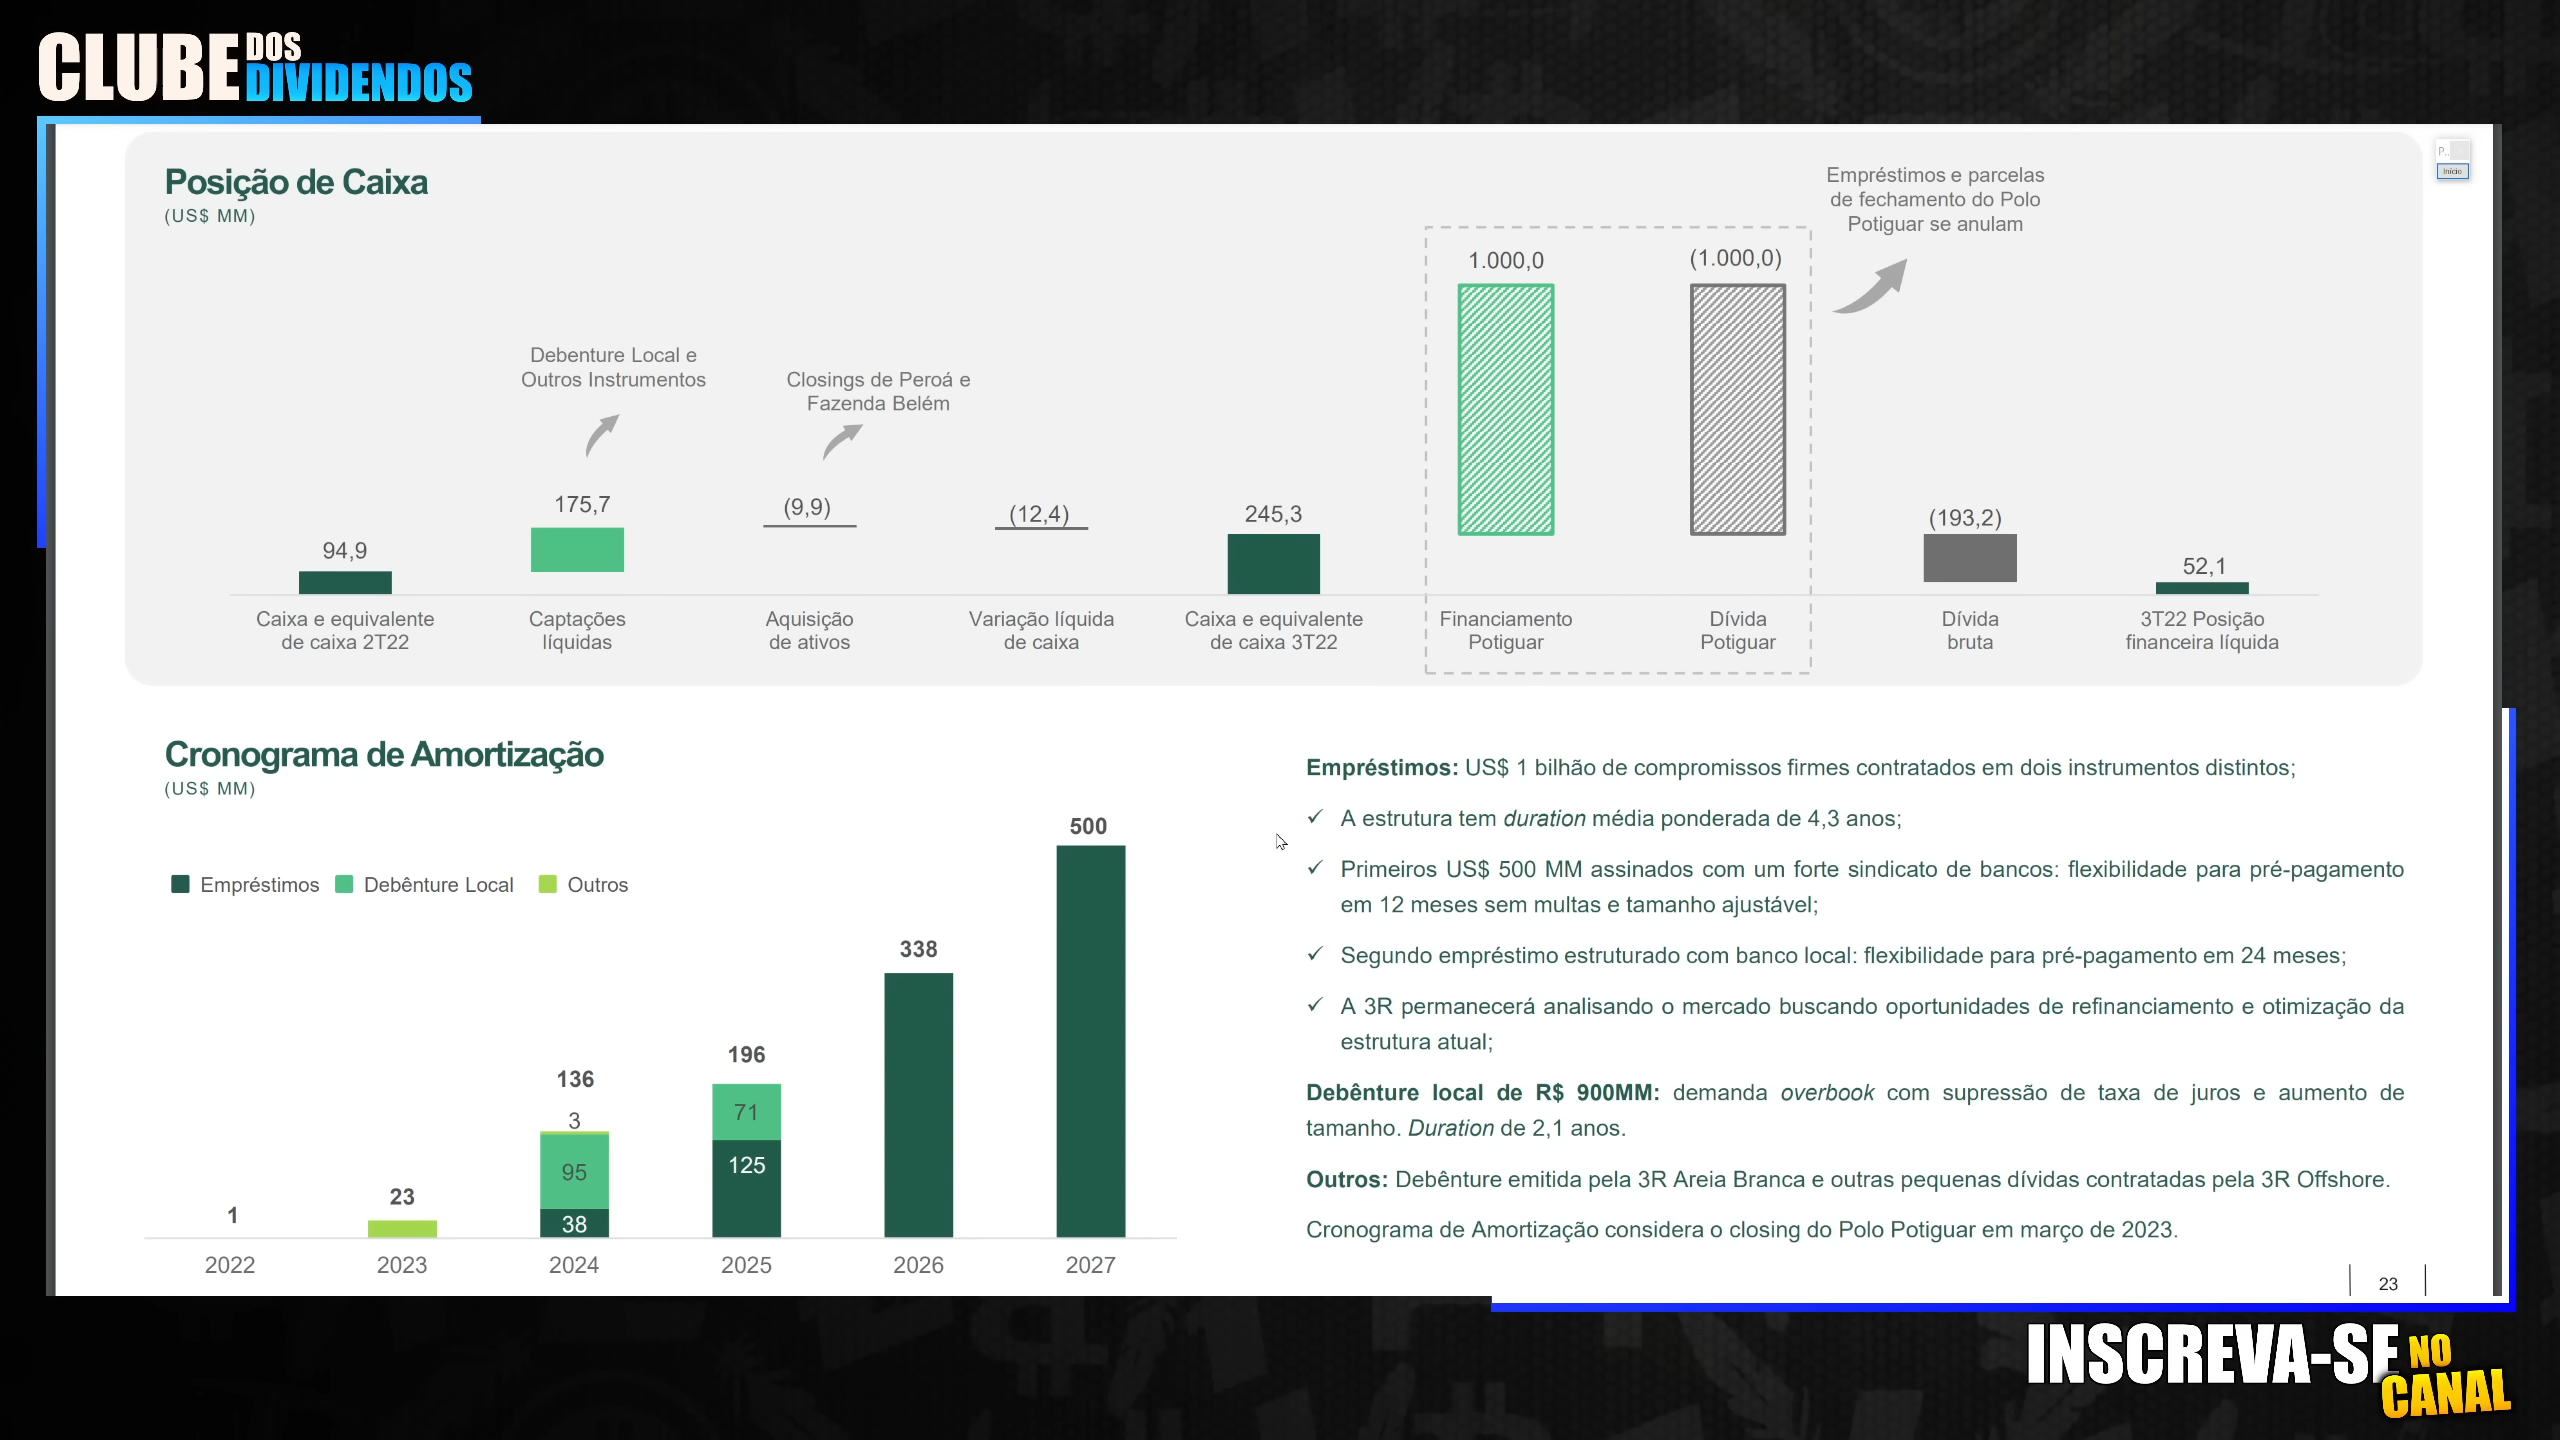 CLUBE DOS
DIVIDENDOS
Posição de Caixa
(US$ MM)
P..
Início
Empréstimos e parcelas
de fechamento do Polo
Potiguar se anulam
1.000,0
(1.000,0)
Debenture Local e
Outros Instrumentos
Closings de Peroá e
Fazenda Belém
94,9
175,7
(9,9)
(12,4)
245,3
(193,2)
52,1
Caixa e equivalente
de caixa 2T22
Captações
líquidas
Aquisição
de ativos
Variação líquida
de caixa
Caixa e equivalente
de caixa 3T22
Financiamento
Potiguar
Dívida
Potiguar
Dívida
bruta
3T22 Posição
financeira líquida
Cronograma de Amortização
(US$ MM)
Empréstimos
Debênture Local
Outros
1
23
136
3
95
38
196
71
125
338
500
2022
2023
2024
2025
2026
2027
Empréstimos: US$ 1 bilhão de compromissos firmes contratados em dois instrumentos distintos;
✓ A estrutura tem duration média ponderada de 4,3 anos;
✓ Primeiros US$ 500 MM assinados com um forte sindicato de bancos: flexibilidade para pré-pagamento
em 12 meses sem multas e tamanho ajustável;
✓ Segundo empréstimo estruturado com banco local: flexibilidade para pré-pagamento em 24 meses;
✓ A 3R permanecerá analisando o mercado buscando oportunidades de refinanciamento e otimização da
estrutura atual;
Debênture local de R$ 900MM: demanda overbook com supressão de taxa de juros e aumento de
tamanho. Duration de 2,1 anos.
Outros: Debênture emitida pela 3R Areia Branca e outras pequenas dívidas contratadas pela 3R Offshore.
Cronograma de Amortização considera o closing do Polo Potiguar em março de 2023.
23
INSCREVA-SE NO
CANAL